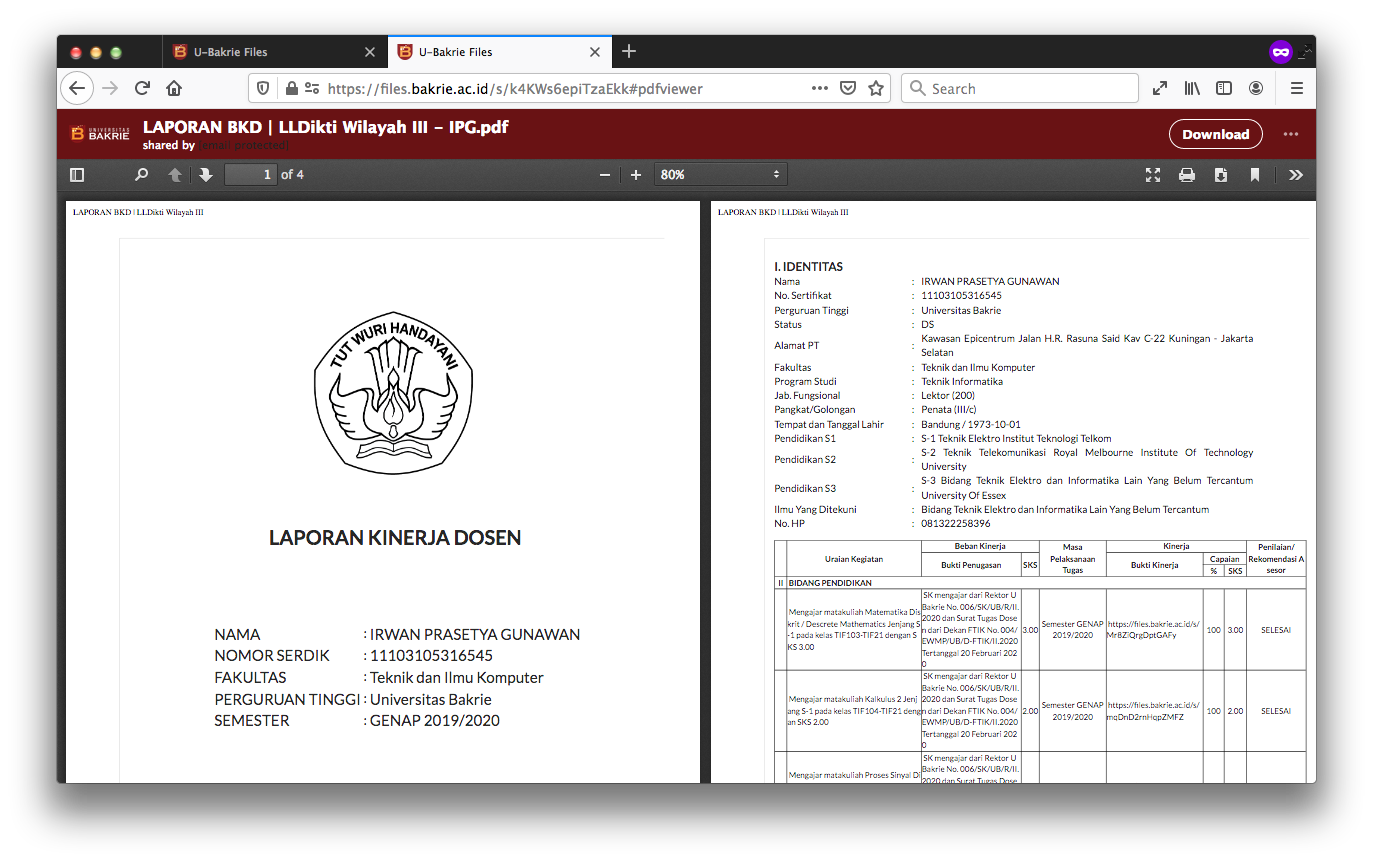 U-Bakrie Files
U-Bakrie Files
https://files.bakrie.ac.id/s/k4KWs6epiTzaEkk#pdfviewer
Search
UNIVERSITAS
BAKRIE
LAPORAN BKD | LLDikti Wilayah III - IPG.pdf
shared by [email protected]
Download
1 of 4
80%
LAPORAN BKD | LLDikti Wilayah III
TUT WURI HANDAYANI
LAPORAN KINERJA DOSEN
NAMA : IRWAN PRASETYA GUNAWAN
NOMOR SERDIK : 11103105316545
FAKULTAS : Teknik dan Ilmu Komputer
PERGURUAN TINGGI : Universitas Bakrie
SEMESTER : GENAP 2019/2020
LAPORAN BKD | LLDikti Wilayah III
I. IDENTITAS
Nama : IRWAN PRASETYA GUNAWAN
No. Sertifikat : 11103105316545
Perguruan Tinggi : Universitas Bakrie
Status : DS
Alamat PT : Kawasan Epicentrum Jalan H.R. Rasuna Said Kav C-22 Kuningan - Jakarta
Selatan
Fakultas : Teknik dan Ilmu Komputer
Program Studi : Teknik Informatika
Jab. Fungsional : Lektor (200)
Pangkat/Golongan : Penata (III/c)
Tempat dan Tanggal Lahir : Bandung / 1973-10-01
Pendidikan S1 : S-1 Teknik Elektro Institut Teknologi Telkom
Pendidikan S2 : S-2 Teknik Telekomunikasi Royal Melbourne Institute Of Technology
University
Pendidikan S3 : S-3 Bidang Teknik Elektro dan Informatika Lain Yang Belum Tercantum
University Of Essex
Ilmu Yang Ditekuni : Bidang Teknik Elektro dan Informatika Lain Yang Belum Tercantum
No. HP : 081322258396
Uraian Kegiatan
Beban Kinerja
Bukti Penugasan
SKS
Masa
Pelaksanaan
Tugas
Kinerja
Bukti Kinerja
Capaian
% SKS
Penilaian/
Rekomendasi A
sesor
II BIDANG PENDIDIKAN
Mengajar matakuliah Matematika Dis
krit / Descrete Mathematics Jenjang S
-1 pada kelas TIF103-TIF21 dengan S
KS 3.00
SK mengajar dari Rektor U
Bakrie No. 006/SK/UB/R/II.
2020 dan Surat Tugas Dose
n dari Dekan FTIK No. 004/
EWMP/UB/D-FTIK/II.2020
Tertanggal 20 Februari 202
0
3.00
Semester GENAP
2019/2020
https://files.bakrie.ac.id/s/
Mr8ZiQrgDptGAFy
100
3.00
SELESAI
Mengajar matakuliah Kalkulus 2 Jenj
ang S-1 pada kelas TIF104-TIF21 deng
an SKS 2.00
SK mengajar dari Rektor U
Bakrie No. 006/SK/UB/R/II.
2020 dan Surat Tugas Dose
n dari Dekan FTIK No. 004/
EWMP/UB/D-FTIK/II.2020
Tertanggal 20 Februari 202
0
2.00
Semester GENAP
2019/2020
https://files.bakrie.ac.id/s/
mqDnD2rnHqpZMFZ
100
2.00
SELESAI
Mengajar matakuliah Proses Sinyal Di
SK mengajar dari Rektor U
Bakrie No. 006/SK/UB/R/II.
2020 dan Surat Tugas Dose